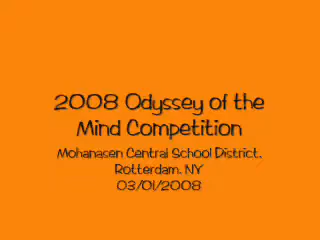 2008 Odyssey of the
Mind Competition
Mohanasen Central School District,
Rotterdam, NY
03/01/2008